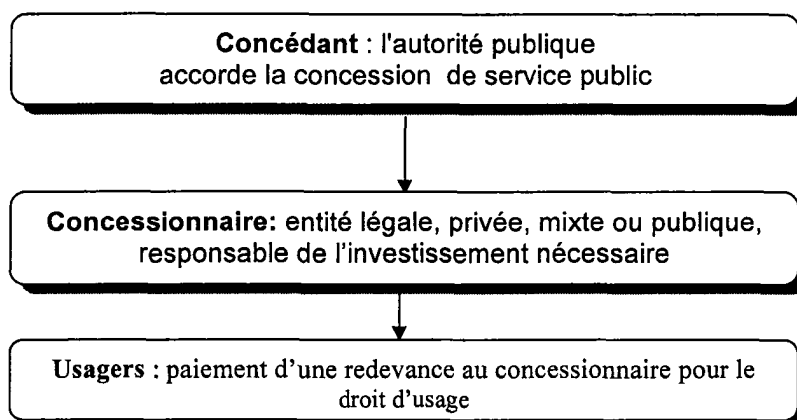 Concédant : l'autorité publique
accorde la concession de service public
Concessionnaire: entité légale, privée, mixte ou publique,
responsable de l'investissement nécessaire
Usagers : paiement d'une redevance au concessionnaire pour le
droit d'usage